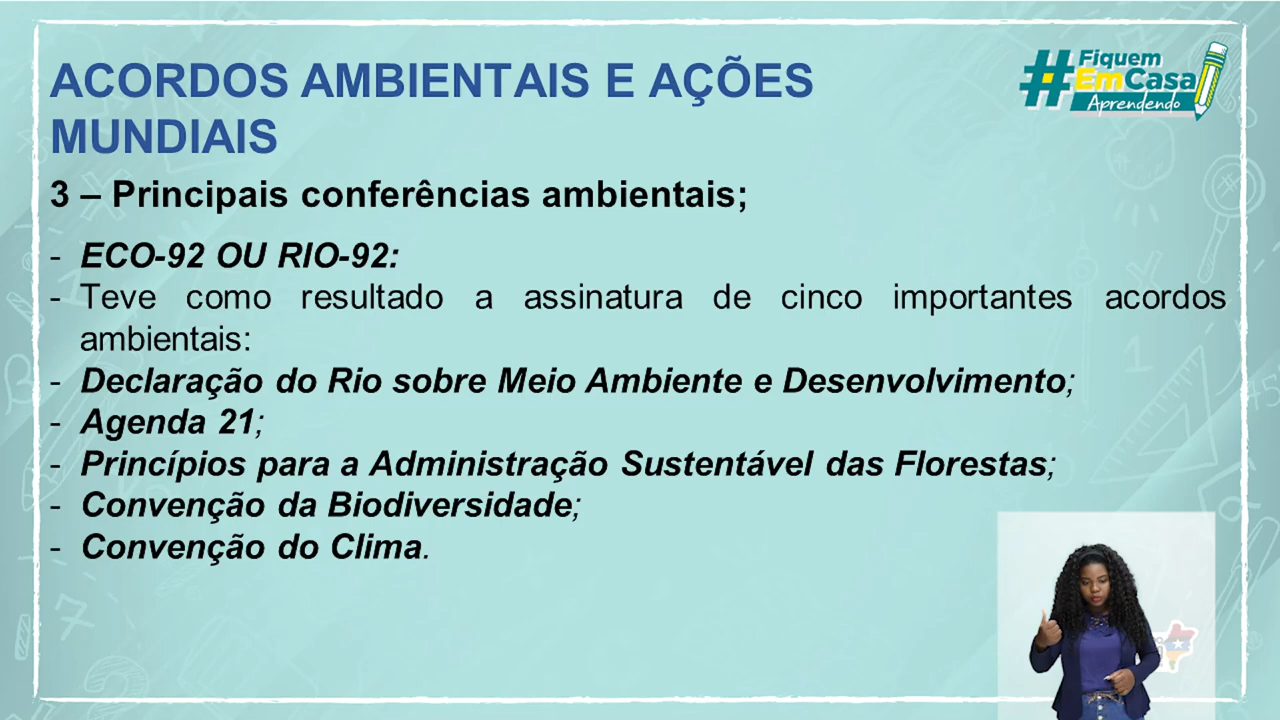 ACORDOS AMBIENTAIS E AÇÕES
MUNDIAIS
#Fiquem
EmCasa
Aprendendo
3 – Principais conferências ambientais;
- ECO-92 OU RIO-92:
- Teve como resultado a assinatura de cinco importantes acordos
ambientais:
- Declaração do Rio sobre Meio Ambiente e Desenvolvimento;
- Agenda 21;
- Princípios para a Administração Sustentável das Florestas;
- Convenção da Biodiversidade;
- Convenção do Clima.